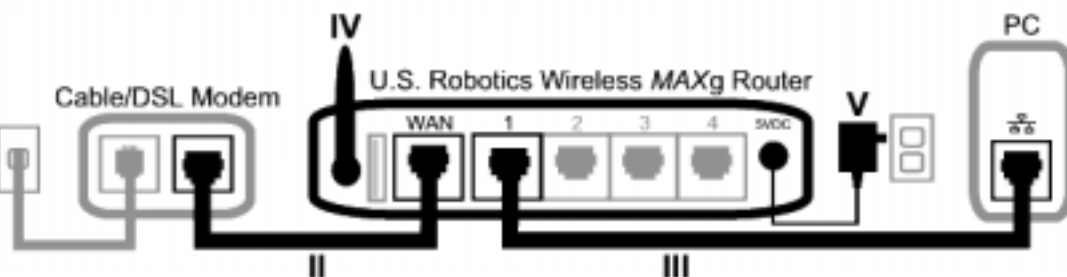 IV
PC
U.S. Robotics Wireless MAXg Router
Cable/DSL Modem
V
WAN 1 2 3 4 5VDC
II
III